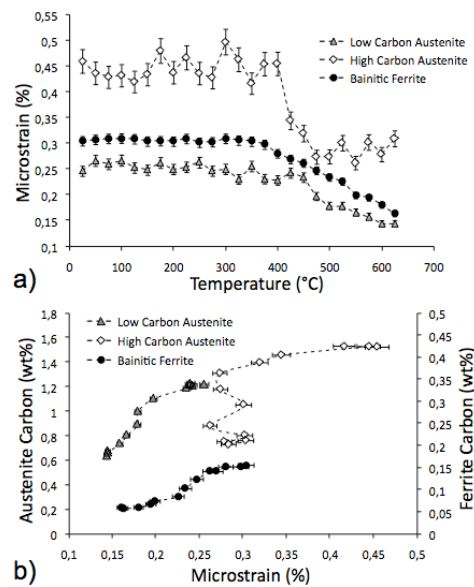 0,55
0,5
0,45
0,4
0,35
0,3
0,25
0,2
0,15
0,1
Microstrain (%)
Low Carbon Austenite
High Carbon Austenite
Bainitic Ferrite
0 100 200 300 400 500 600 700
Temperature (°C)
a)
1,8
1,6
1,4
1,2
1
0,8
0,6
0,4
0,2
0
Austenite Carbon (wt%)
Low Carbon Austenite
High Carbon Austenite
Bainitic Ferrite
0,5
0,45
0,4
0,35
0,3
0,25
0,2
0,15
0,1
0,05
0
Ferrite Carbon (wt%)
0,1 0,15 0,2 0,25 0,3 0,35 0,4 0,45 0,5
Microstrain (%)
b)